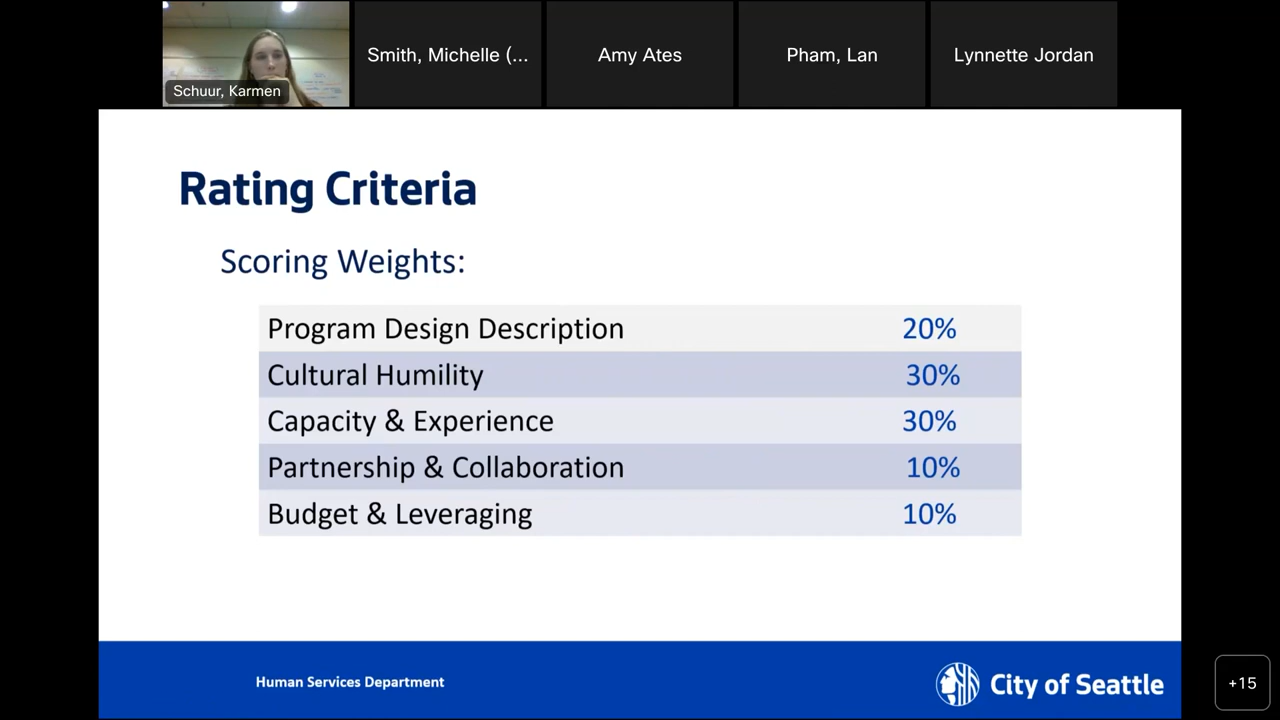 Schuur, Karmen
Smith, Michelle (...
Amy Ates
Pham, Lan
Lynnette Jordan
Rating Criteria
Scoring Weights:
Program Design Description 20%
Cultural Humility 30%
Capacity & Experience 30%
Partnership & Collaboration 10%
Budget & Leveraging 10%
Human Services Department
City of Seattle
+15